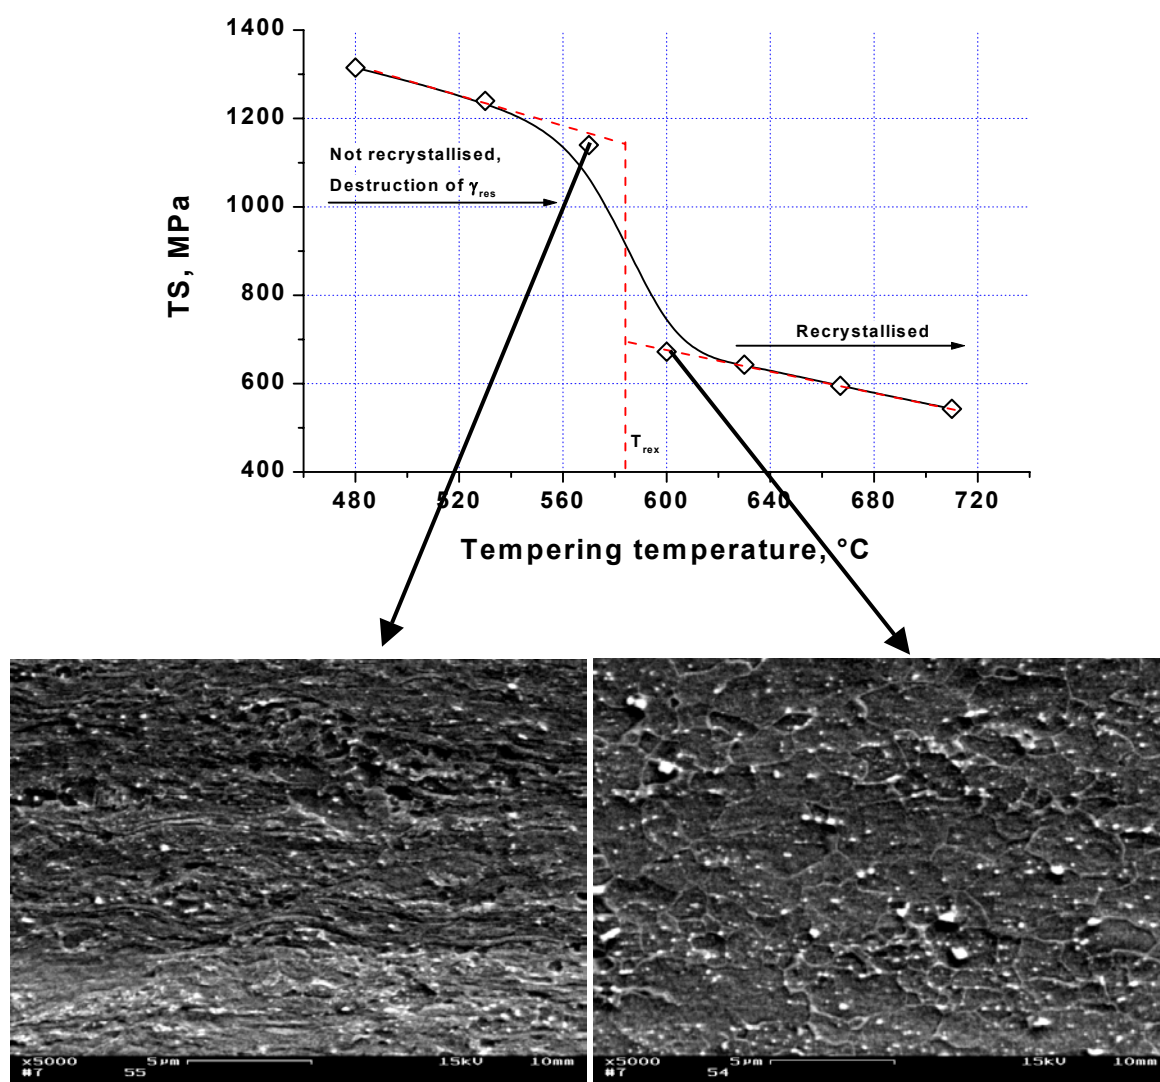 1400
1200
1000
800
600
400
TS, MPa
Not recrystallised,
Destruction of γres
Recrystallised
Trex
480 520 560 600 640 680 720
Tempering temperature, °C
x5000 5μm 15kV 10mm
#7 55
x5000 5μm 15kV 10mm
#7 54